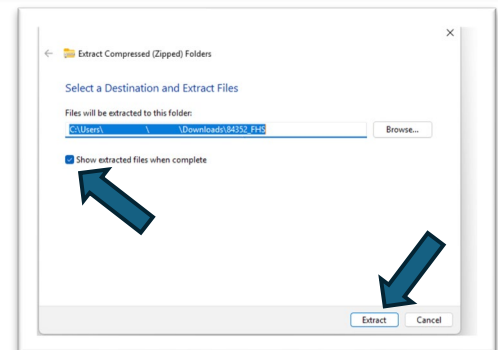 Extract Compressed (Zipped) Folders
Select a Destination and Extract Files
Files will be extracted to this folder:
C:\Users\ \ \Downloads\84352_FHS
Browse...
Show extracted files when complete
Extract Cancel